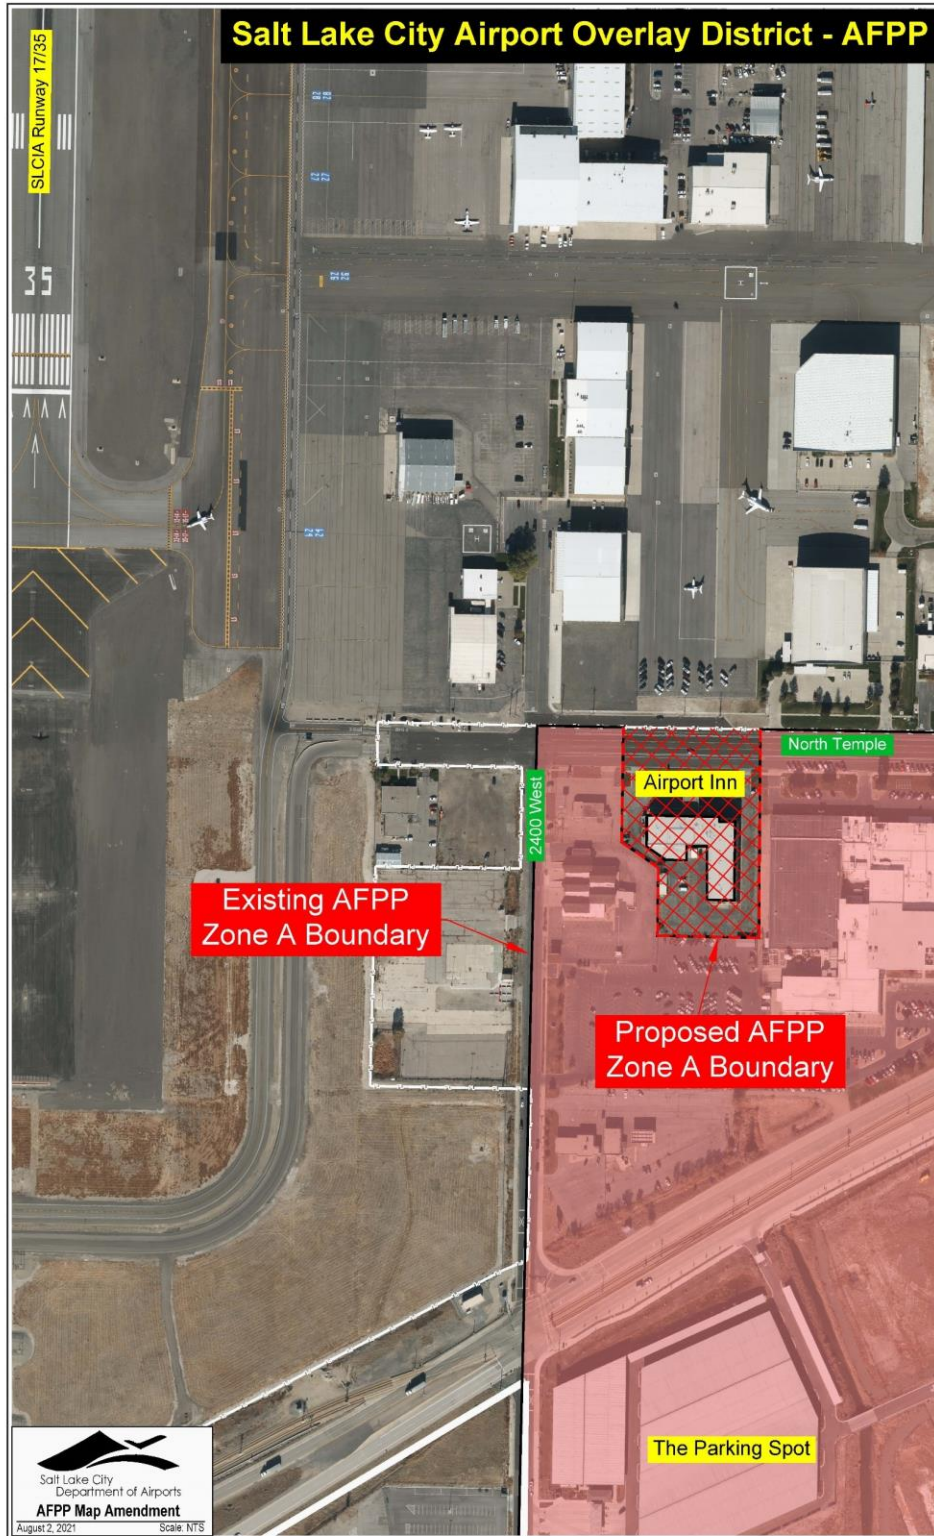 Salt Lake City Airport Overlay District - AFPP
SLCIA Runway 17/35
35
H
North Temple
Airport Inn
2400 West
Existing AFPP
Zone A Boundary
Proposed AFPP
Zone A Boundary
The Parking Spot
Salt Lake City
Department of Airports
AFPP Map Amendment
August 2, 2021
Scale: NTS